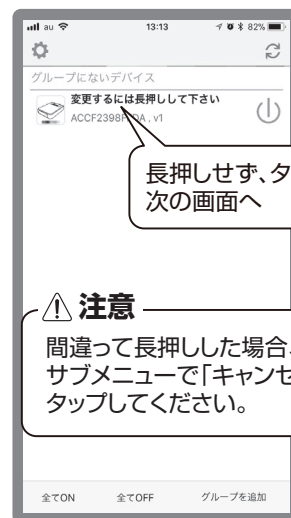 au 13:13 82%
グループにないデバイス
変更するには長押しして下さい
ACCF2398F DA , v1
長押しせず、タ
次の画面へ
注意
間違って長押しした場合、
サブメニューで「キャンセ
タップしてください。
全てON 全てOFF グループを追加